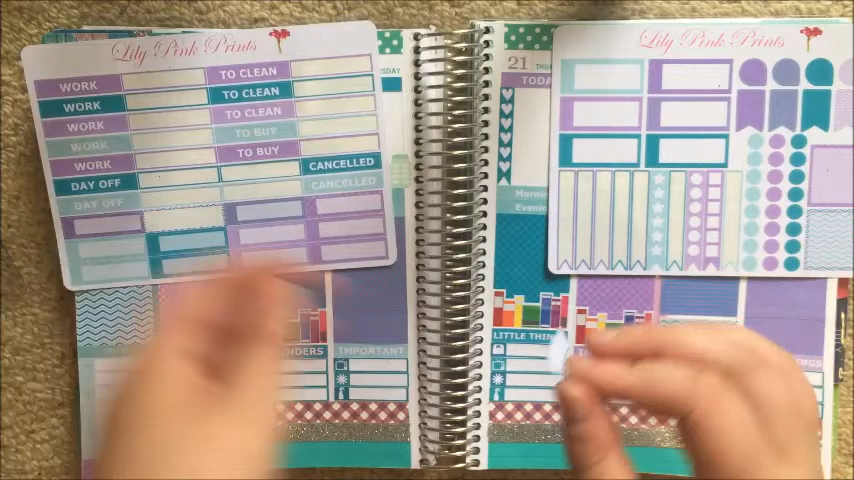 Lily Pink Prints
WORK TO CLEAN
WORK TO CLEAN
WORK TO CLEAN
WORK TO BUY
WORK TO BUY
DAY OFF CANCELLED
DAY OFF CANCELLED
IMPORTANT
Lily Pink Prints
21
TODA
Morni
Evenin
LITTLE THIN